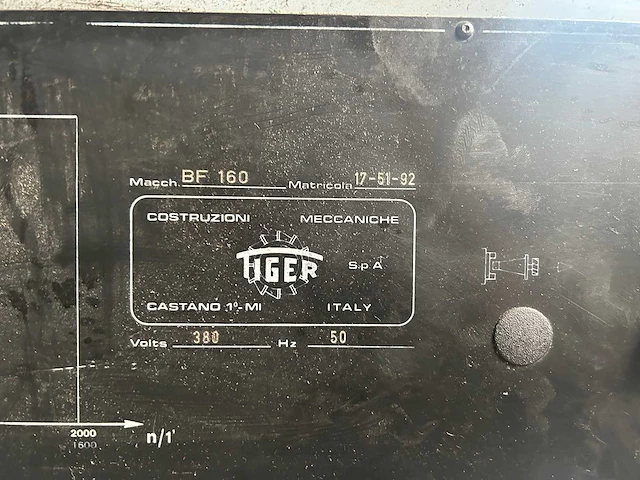 Macch. BF 160 Matricola 17-51-92
COSTRUZIONI MECCANICHE
TIGER S.p.A
CASTANO 1º-MI ITALY
Volts 380 Hz 50
2000
1600
n/1'